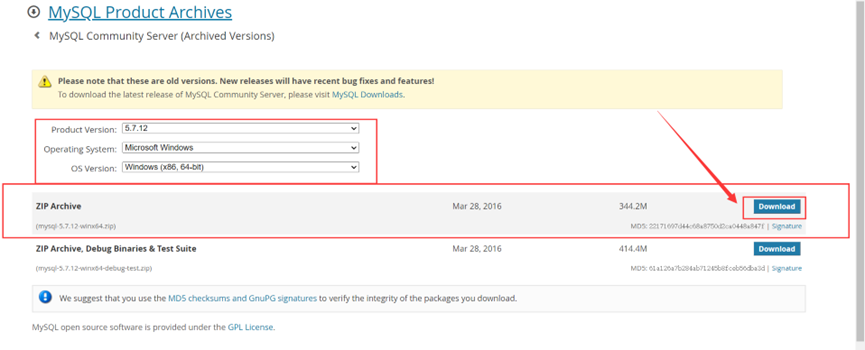 MySQL Product Archives
MySQL Community Server (Archived Versions)
Please note that these are old versions. New releases will have recent bug fixes and features!
To download the latest release of MySQL Community Server, please visit MySQL Downloads.
Product Version: 5.7.12
Operating System: Microsoft Windows
OS Version: Windows (x86, 64-bit)
ZIP Archive Mar 28, 2016 344.2M Download
(mysql-5.7.12-winx64.zip) MD5: | Signature
ZIP Archive, Debug Binaries & Test Suite Mar 28, 2016 414.4M Download
(mysql-5.7.12-winx64-debug-test.zip) MD5: | Signature
We suggest that you use the MD5 checksums and GnuPG signatures to verify the integrity of the packages you download.
MySQL open source software is provided under the GPL License.